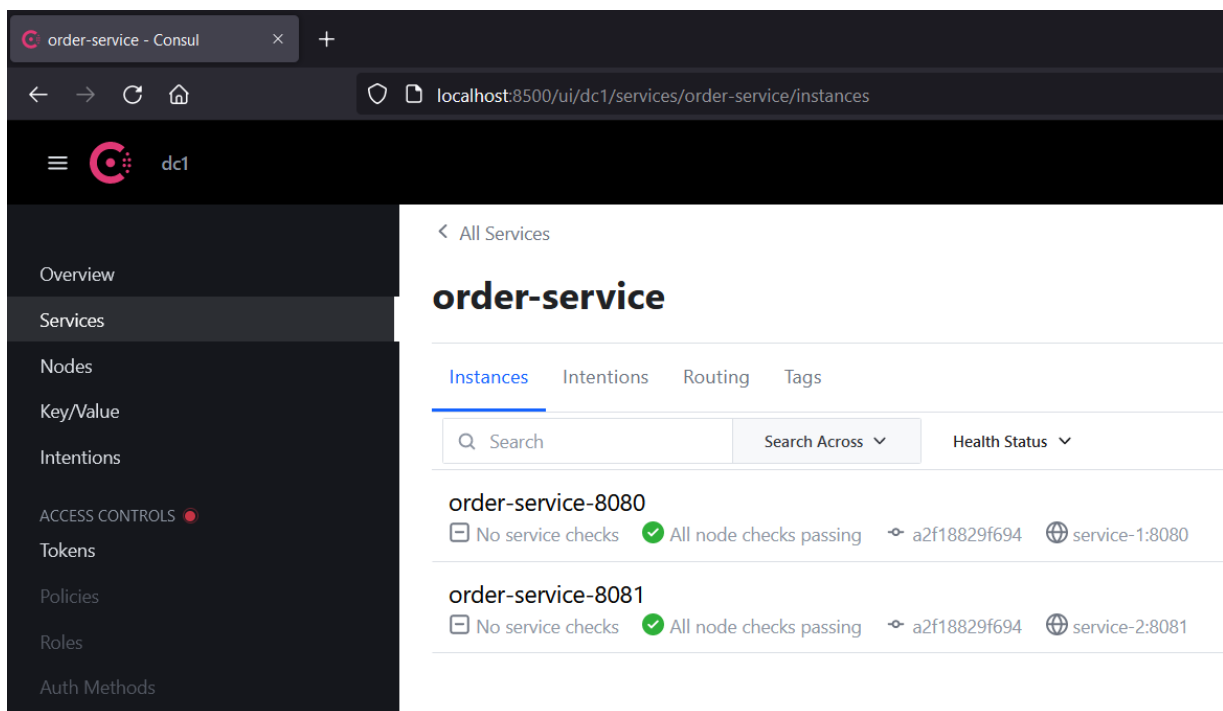 order-service - Consul
localhost:8500/ui/dc1/services/order-service/instances
dc1
Overview
Services
Nodes
Key/Value
Intentions
ACCESS CONTROLS
Tokens
Policies
Roles
Auth Methods
All Services
order-service
Instances Intentions Routing Tags
Search Search Across Health Status
order-service-8080
No service checks All node checks passing a2f18829f694 service-1:8080
order-service-8081
No service checks All node checks passing a2f18829f694 service-2:8081